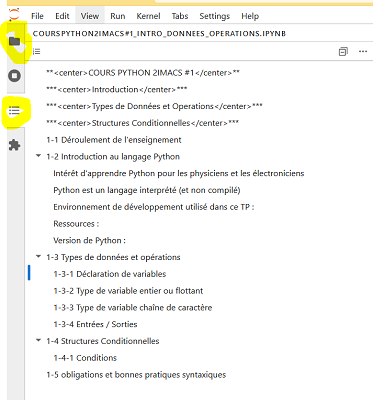 File Edit View Run Kernel Tabs Settings Help
COURSPYTHON2IMACS#1_INTRO_DONNEES_OPERATIONS.IPYNB
**<center>COURS PYTHON 2IMACS #1</center>**
***<center>Introduction</center>***
***<center>Types de Données et Operations</center>***
***<center>Structures Conditionnelles</center>***
1-1 Déroulement de l'enseignement
1-2 Introduction au langage Python
Intérêt d'apprendre Python pour les physiciens et les électroniciens
Python est un langage interprété (et non compilé)
Environnement de développement utilisé dans ce TP :
Ressources :
Version de Python :
1-3 Types de données et opérations
1-3-1 Déclaration de variables
1-3-2 Type de variable entier ou flottant
1-3-3 Type de variable chaîne de caractère
1-3-4 Entrées / Sorties
1-4 Structures Conditionnelles
1-4-1 Conditions
1-5 obligations et bonnes pratiques syntaxiques